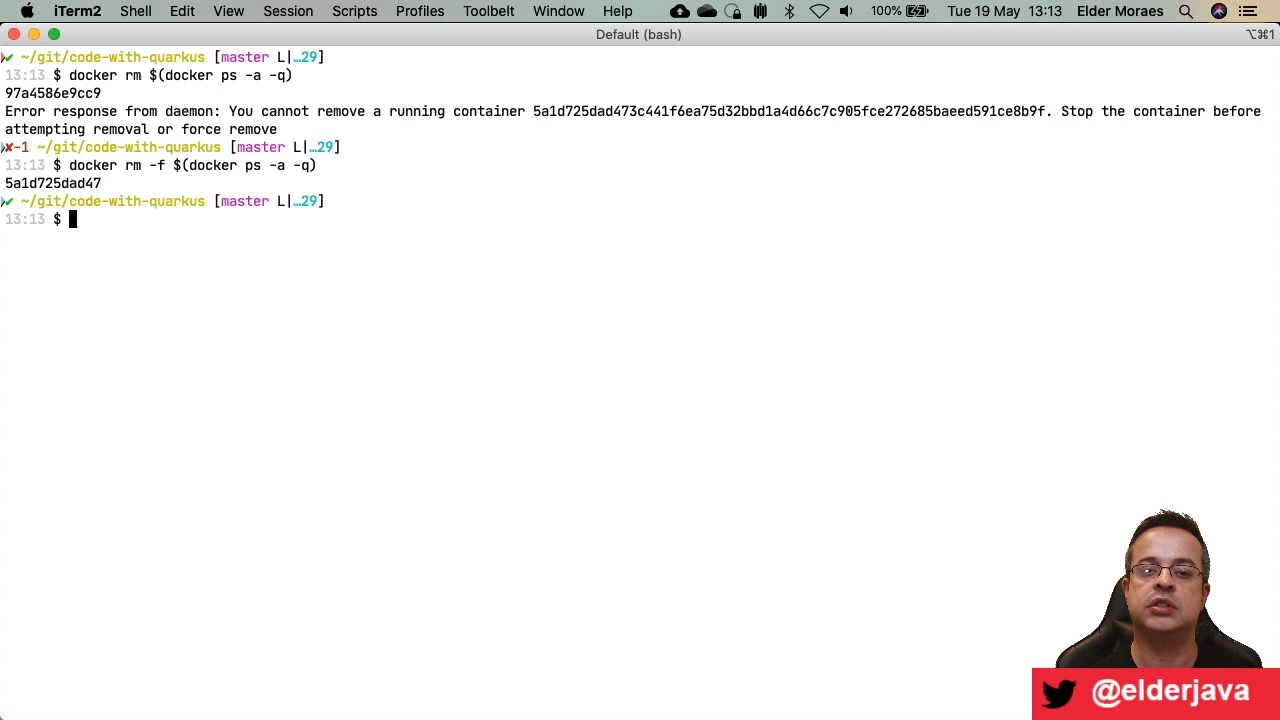 iTerm2 Shell Edit View Session Scripts Profiles Toolbelt Window Help 100% Tue 19 May 13:13 Elder Moraes
Default (bash) ⌥⌘1
✔ ~/git/code-with-quarkus [master L|…29]
13:13 $ docker rm $(docker ps -a -q)
97a4586e9cc9
Error response from daemon: You cannot remove a running container 5a1d725dad473c441f6ea75d32bbd1a4d66c7c905fce272685baeed591ce8b9f. Stop the container before
attempting removal or force remove
✘-1 ~/git/code-with-quarkus [master L|…29]
13:13 $ docker rm -f $(docker ps -a -q)
5a1d725dad47
✔ ~/git/code-with-quarkus [master L|…29]
13:13 $
@elderjava